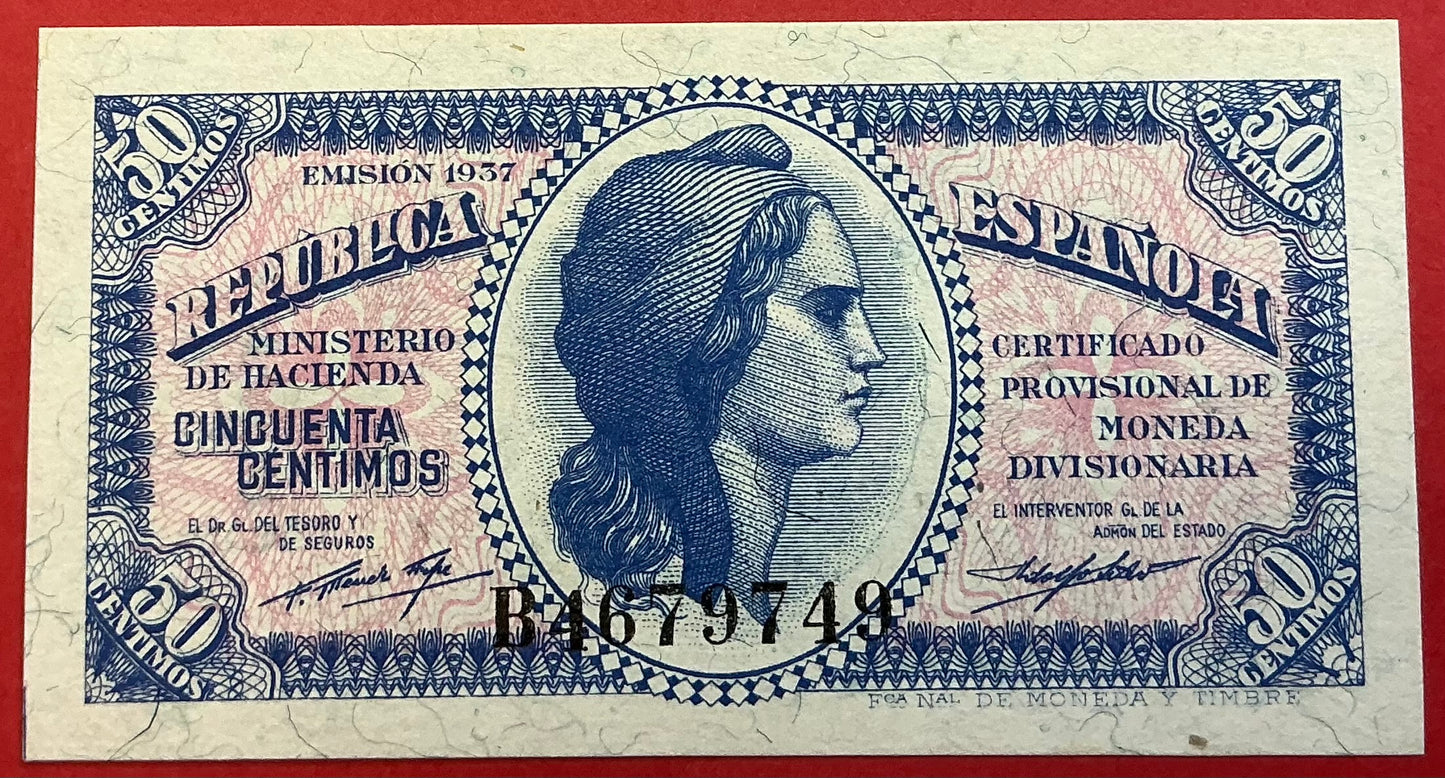 50
CENTIMOS
50
CENTIMOS
EMISIÓN 1937
REPÚBLICA
ESPAÑOLA
MINISTERIO
DE HACIENDA
CINCUENTA
CÉNTIMOS
EL DR. GL. DEL TESORO Y
DE SEGUROS
CERTIFICADO
PROVISIONAL DE
MONEDA
DIVISIONARIA
EL INTERVENTOR GL. DE LA
ADMÓN DEL ESTADO
B4679749
50
CENTIMOS
50
CENTIMOS
FCA NAL DE MONEDA Y TIMBRE